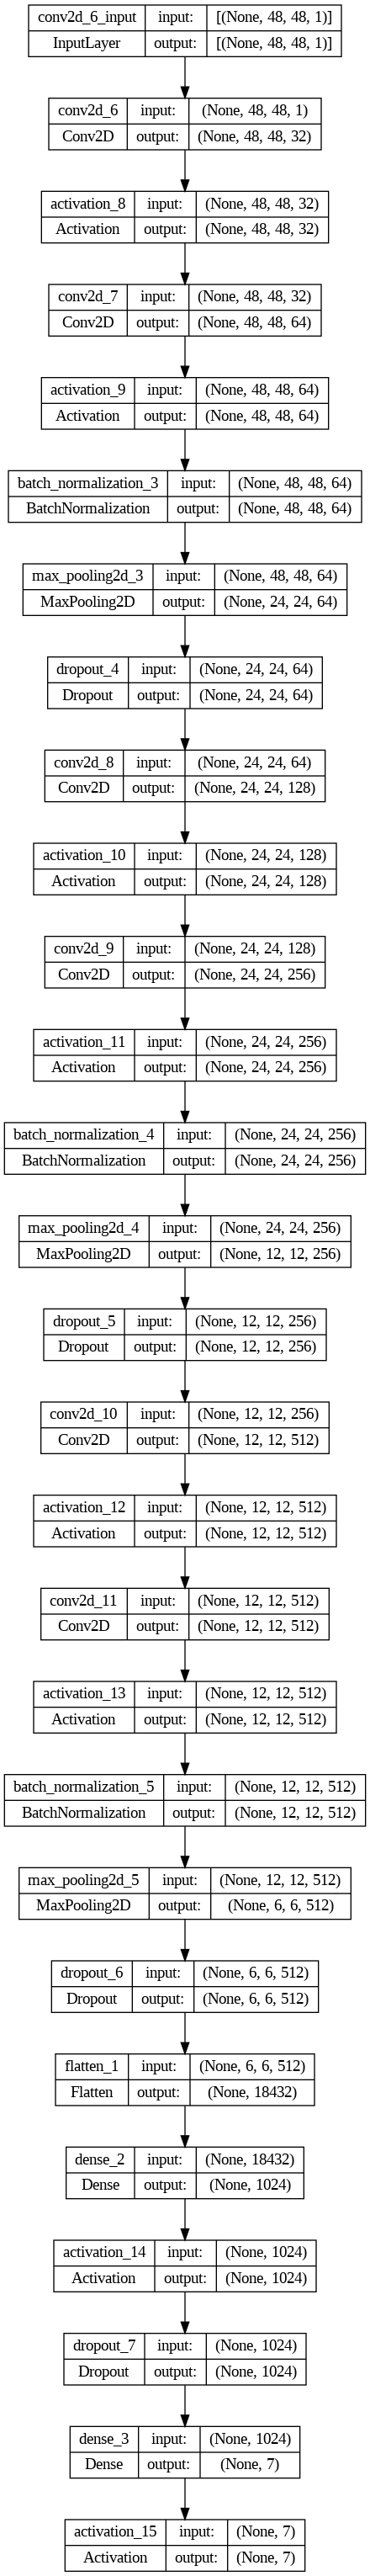 conv2d_6_input input: [(None, 48, 48, 1)]
InputLayer output: [(None, 48, 48, 1)]
conv2d_6 input: (None, 48, 48, 1)
Conv2D output: (None, 48, 48, 32)
activation_8 input: (None, 48, 48, 32)
Activation output: (None, 48, 48, 32)
conv2d_7 input: (None, 48, 48, 32)
Conv2D output: (None, 48, 48, 64)
activation_9 input: (None, 48, 48, 64)
Activation output: (None, 48, 48, 64)
batch_normalization_3 input: (None, 48, 48, 64)
BatchNormalization output: (None, 48, 48, 64)
max_pooling2d_3 input: (None, 48, 48, 64)
MaxPooling2D output: (None, 24, 24, 64)
dropout_4 input: (None, 24, 24, 64)
Dropout output: (None, 24, 24, 64)
conv2d_8 input: (None, 24, 24, 64)
Conv2D output: (None, 24, 24, 128)
activation_10 input: (None, 24, 24, 128)
Activation output: (None, 24, 24, 128)
conv2d_9 input: (None, 24, 24, 128)
Conv2D output: (None, 24, 24, 256)
activation_11 input: (None, 24, 24, 256)
Activation output: (None, 24, 24, 256)
batch_normalization_4 input: (None, 24, 24, 256)
BatchNormalization output: (None, 24, 24, 256)
max_pooling2d_4 input: (None, 24, 24, 256)
MaxPooling2D output: (None, 12, 12, 256)
dropout_5 input: (None, 12, 12, 256)
Dropout output: (None, 12, 12, 256)
conv2d_10 input: (None, 12, 12, 256)
Conv2D output: (None, 12, 12, 512)
activation_12 input: (None, 12, 12, 512)
Activation output: (None, 12, 12, 512)
conv2d_11 input: (None, 12, 12, 512)
Conv2D output: (None, 12, 12, 512)
activation_13 input: (None, 12, 12, 512)
Activation output: (None, 12, 12, 512)
batch_normalization_5 input: (None, 12, 12, 512)
BatchNormalization output: (None, 12, 12, 512)
max_pooling2d_5 input: (None, 12, 12, 512)
MaxPooling2D output: (None, 6, 6, 512)
dropout_6 input: (None, 6, 6, 512)
Dropout output: (None, 6, 6, 512)
flatten_1 input: (None, 6, 6, 512)
Flatten output: (None, 18432)
dense_2 input: (None, 18432)
Dense output: (None, 1024)
activation_14 input: (None, 1024)
Activation output: (None, 1024)
dropout_7 input: (None, 1024)
Dropout output: (None, 1024)
dense_3 input: (None, 1024)
Dense output: (None, 7)
activation_15 input: (None, 7)
Activation output: (None, 7)